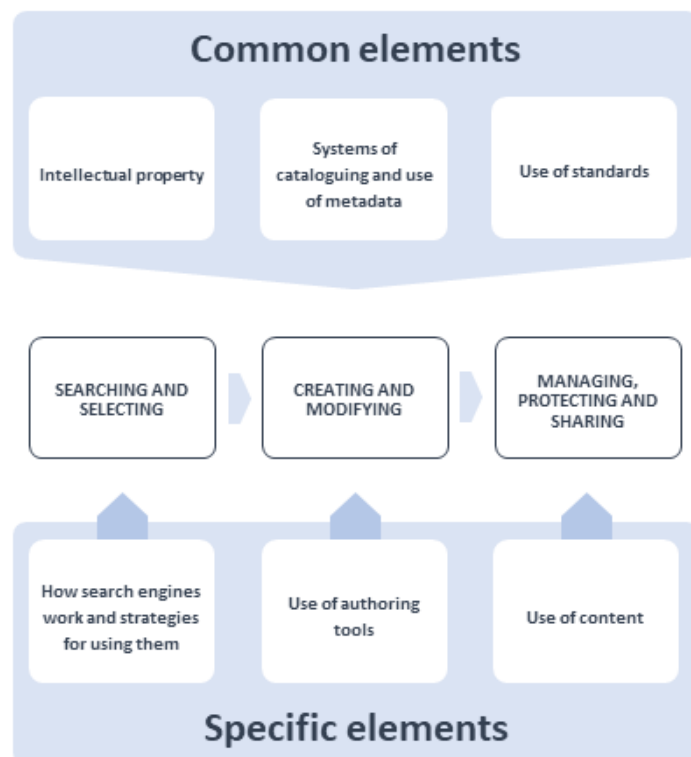 Common elements
Intellectual property
Systems of
cataloguing and use
of metadata
Use of standards
SEARCHING AND
SELECTING
CREATING AND
MODIFYING
MANAGING,
PROTECTING AND
SHARING
How search engines
work and strategies
for using them
Use of authoring
tools
Use of content
Specific elements